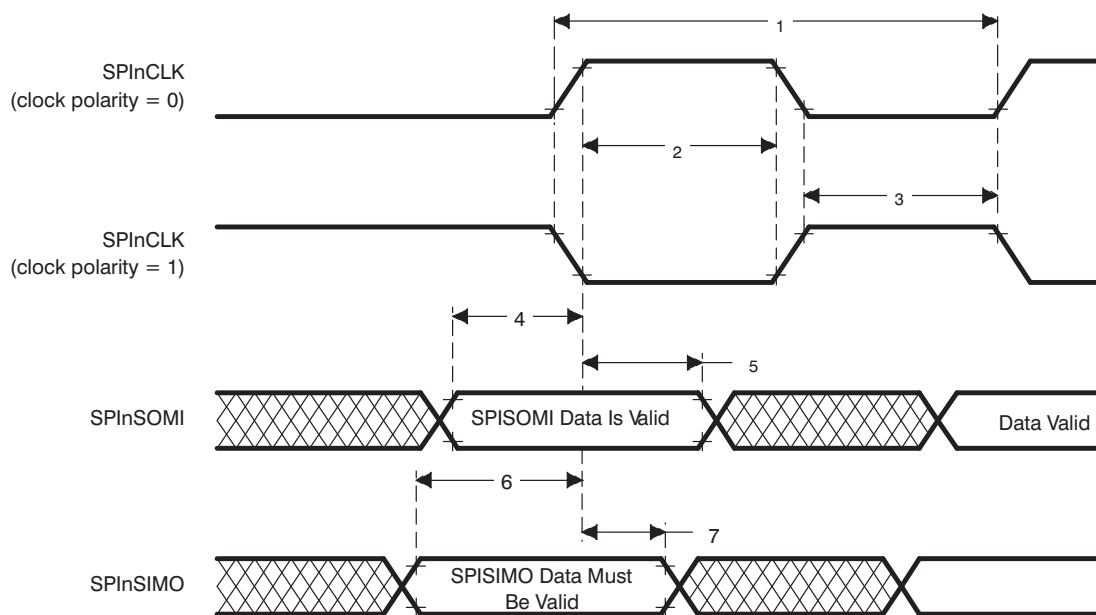 1
SPInCLK
(clock polarity = 0)
2
3
SPInCLK
(clock polarity = 1)
4
5
SPInSOMI
SPISOMI Data Is Valid
Data Valid
6
7
SPInSIMO
SPISIMO Data Must
Be Valid